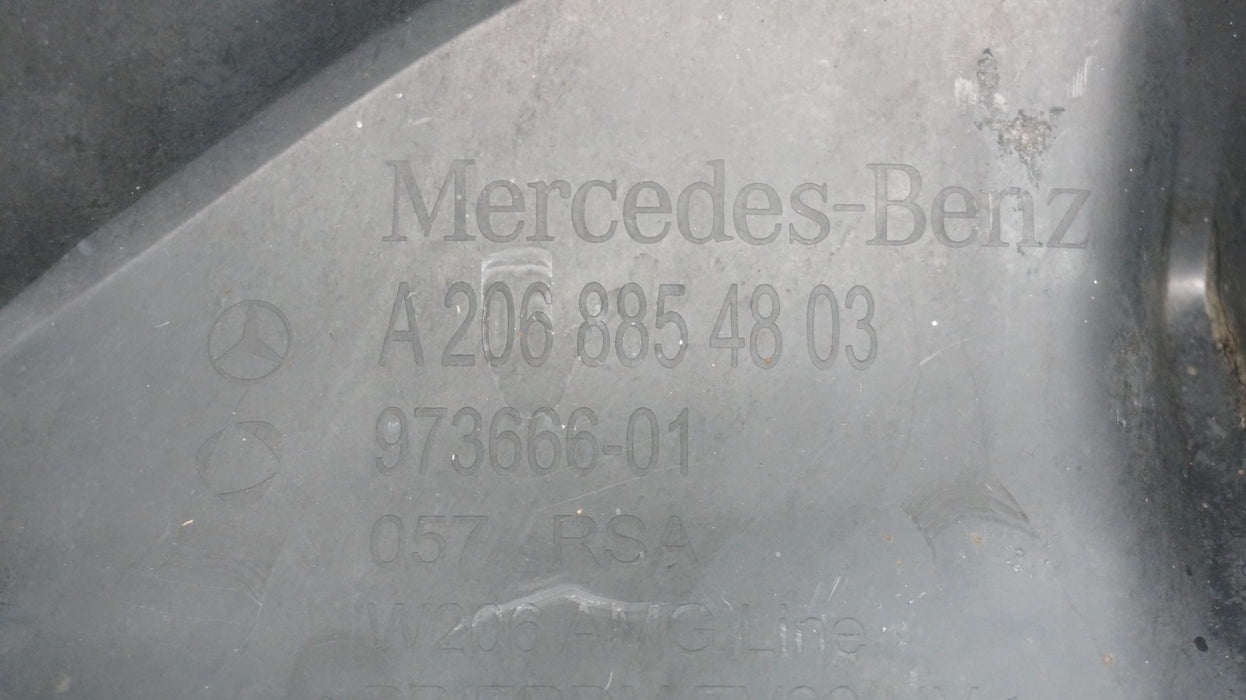 Mercedes-Benz
A 206 885 48 03
973666-01
057 RSA
W206 AMG Line